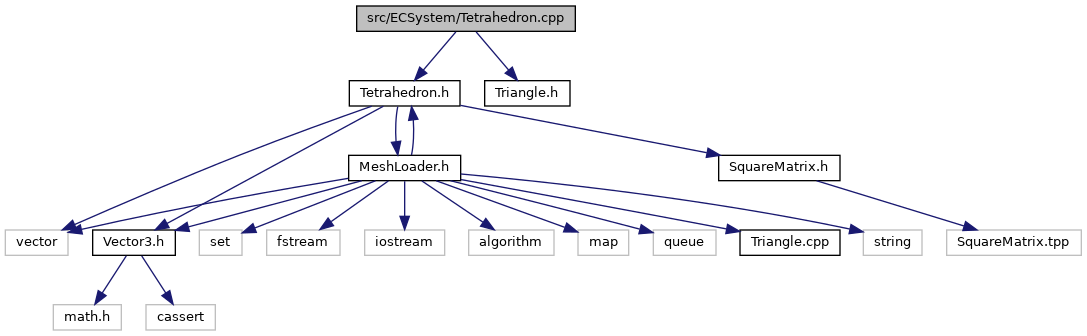 src/ECSystem/Tetrahedron.cpp
Tetrahedron.h
Triangle.h
MeshLoader.h
SquareMatrix.h
vector
Vector3.h
set
fstream
iostream
algorithm
map
queue
Triangle.cpp
string
SquareMatrix.tpp
math.h
cassert